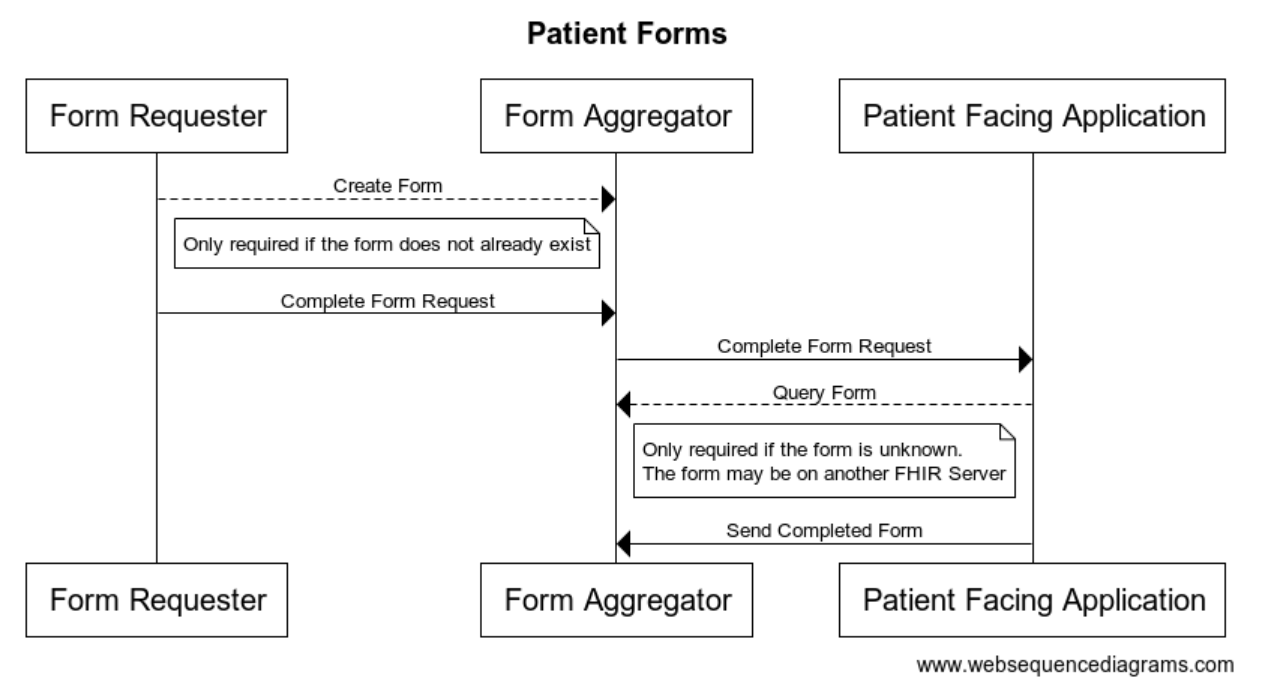 Patient Forms
Form Requester
Form Aggregator
Patient Facing Application
Create Form
Only required if the form does not already exist
Complete Form Request
Complete Form Request
Query Form
Only required if the form is unknown.
The form may be on another FHIR Server
Send Completed Form
Form Requester
Form Aggregator
Patient Facing Application
www.websequencediagrams.com